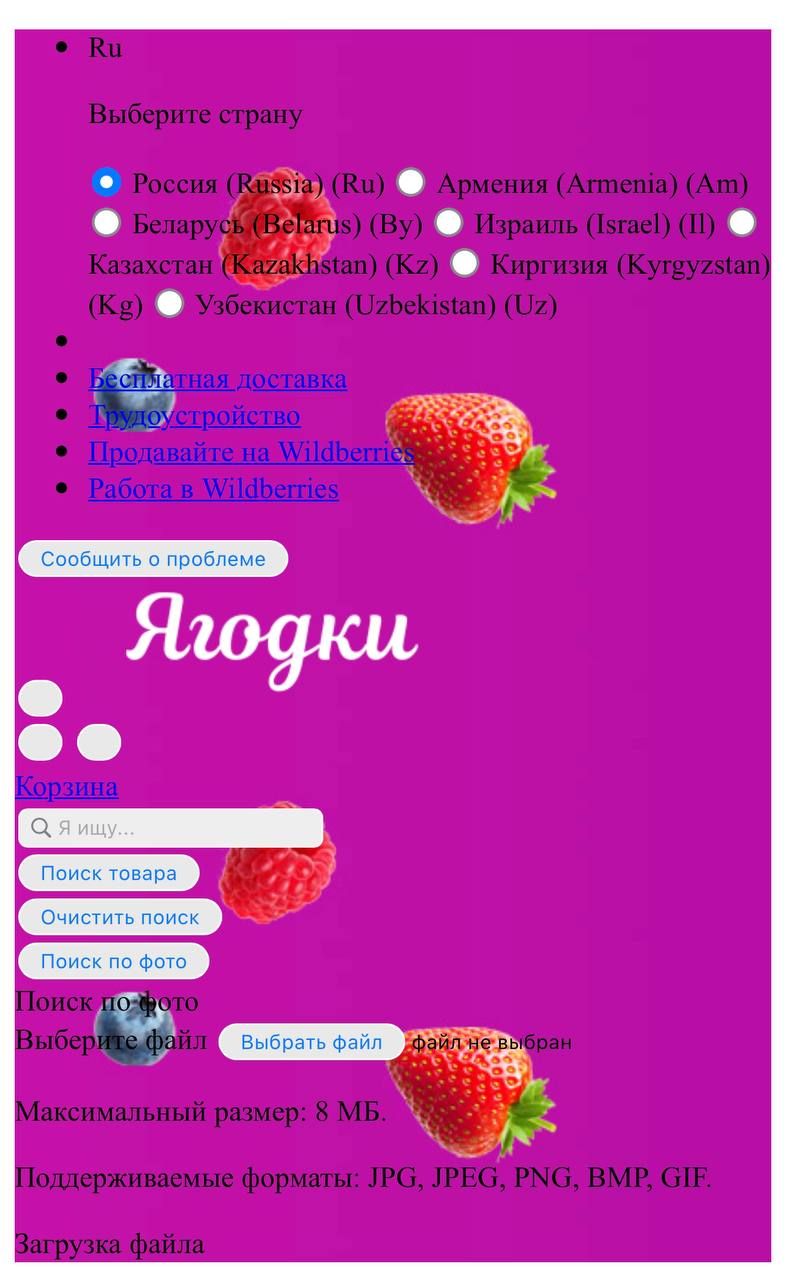 Ru
Выберите страну
Россия (Russia) (Ru) Армения (Armenia) (Am)
Беларусь (Belarus) (By) Израиль (Israel) (Il)
Казахстан (Kazakhstan) (Kz) Киргизия (Kyrgyzstan)
(Kg) Узбекистан (Uzbekistan) (Uz)
Бесплатная доставка
Трудоустройство
Продавайте на Wildberries
Работа в Wildberries
Сообщить о проблеме
Ягодки
Корзина
Я ищу...
Поиск товара
Очистить поиск
Поиск по фото
Поиск по фото
Выберите файл Выбрать файл файл не выбран
Максимальный размер: 8 МБ.
Поддерживаемые форматы: JPG, JPEG, PNG, BMP, GIF.
Загрузка файла